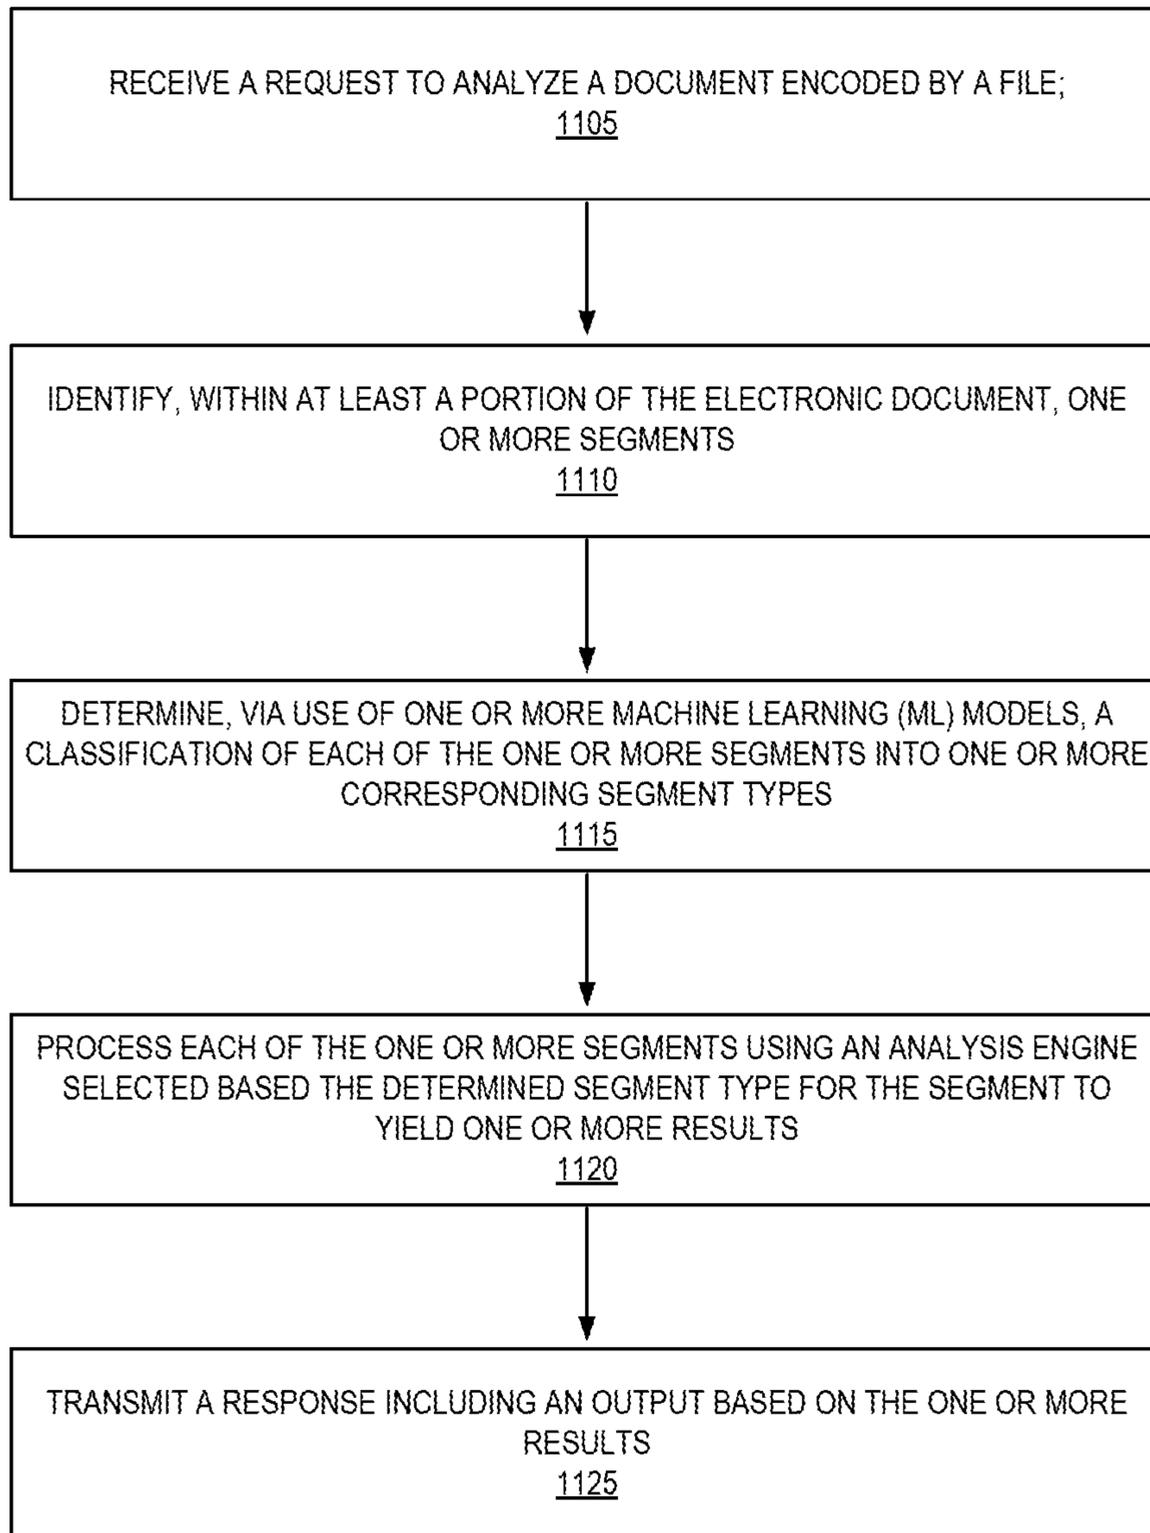 RECEIVE A REQUEST TO ANALYZE A DOCUMENT ENCODED BY A FILE;
1105
IDENTIFY, WITHIN AT LEAST A PORTION OF THE ELECTRONIC DOCUMENT, ONE
OR MORE SEGMENTS
1110
DETERMINE, VIA USE OF ONE OR MORE MACHINE LEARNING (ML) MODELS, A
CLASSIFICATION OF EACH OF THE ONE OR MORE SEGMENTS INTO ONE OR MORE
CORRESPONDING SEGMENT TYPES
1115
PROCESS EACH OF THE ONE OR MORE SEGMENTS USING AN ANALYSIS ENGINE
SELECTED BASED THE DETERMINED SEGMENT TYPE FOR THE SEGMENT TO
YIELD ONE OR MORE RESULTS
1120
TRANSMIT A RESPONSE INCLUDING AN OUTPUT BASED ON THE ONE OR MORE
RESULTS
1125